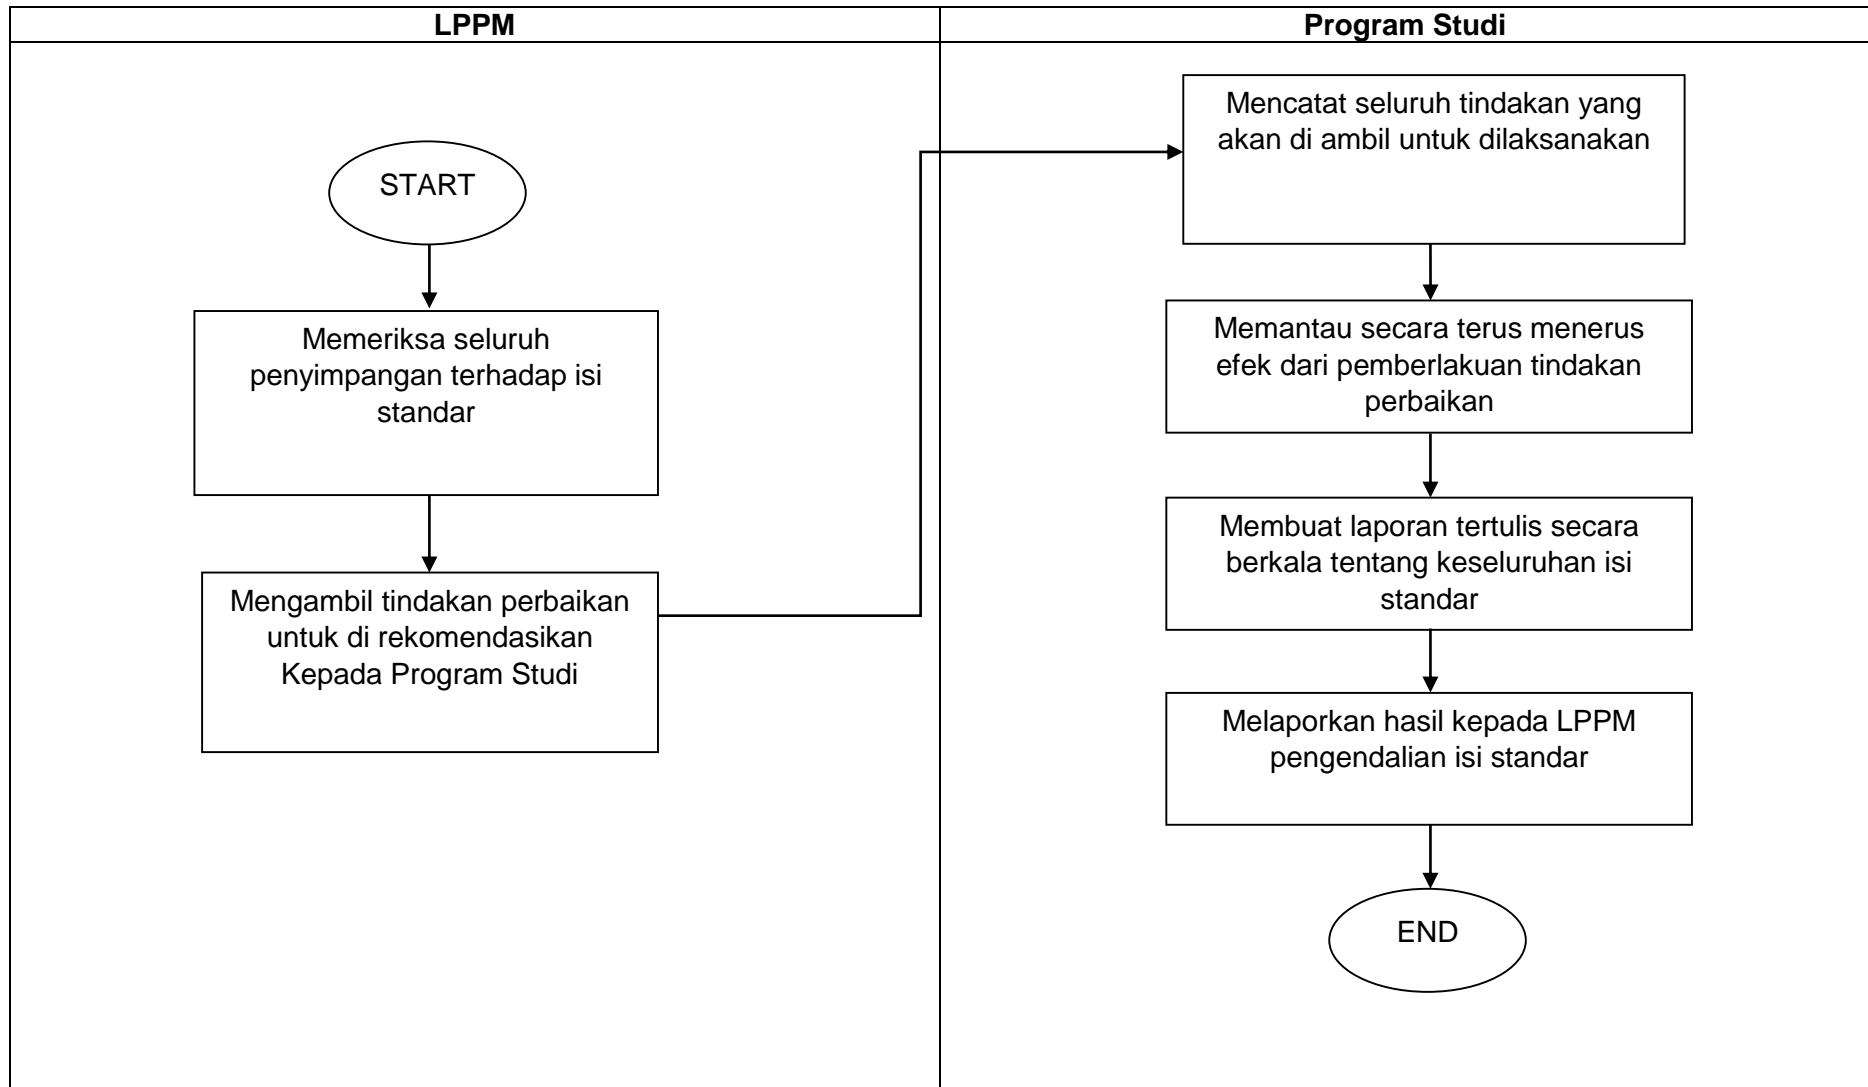 LPPM
Program Studi
START
Memeriksa seluruh
penyimpangan terhadap isi
standar
Mengambil tindakan perbaikan
untuk di rekomendasikan
Kepada Program Studi
Mencatat seluruh tindakan yang
akan di ambil untuk dilaksanakan
Memantau secara terus menerus
efek dari pemberlakuan tindakan
perbaikan
Membuat laporan tertulis secara
berkala tentang keseluruhan isi
standar
Melaporkan hasil kepada LPPM
pengendalian isi standar
END